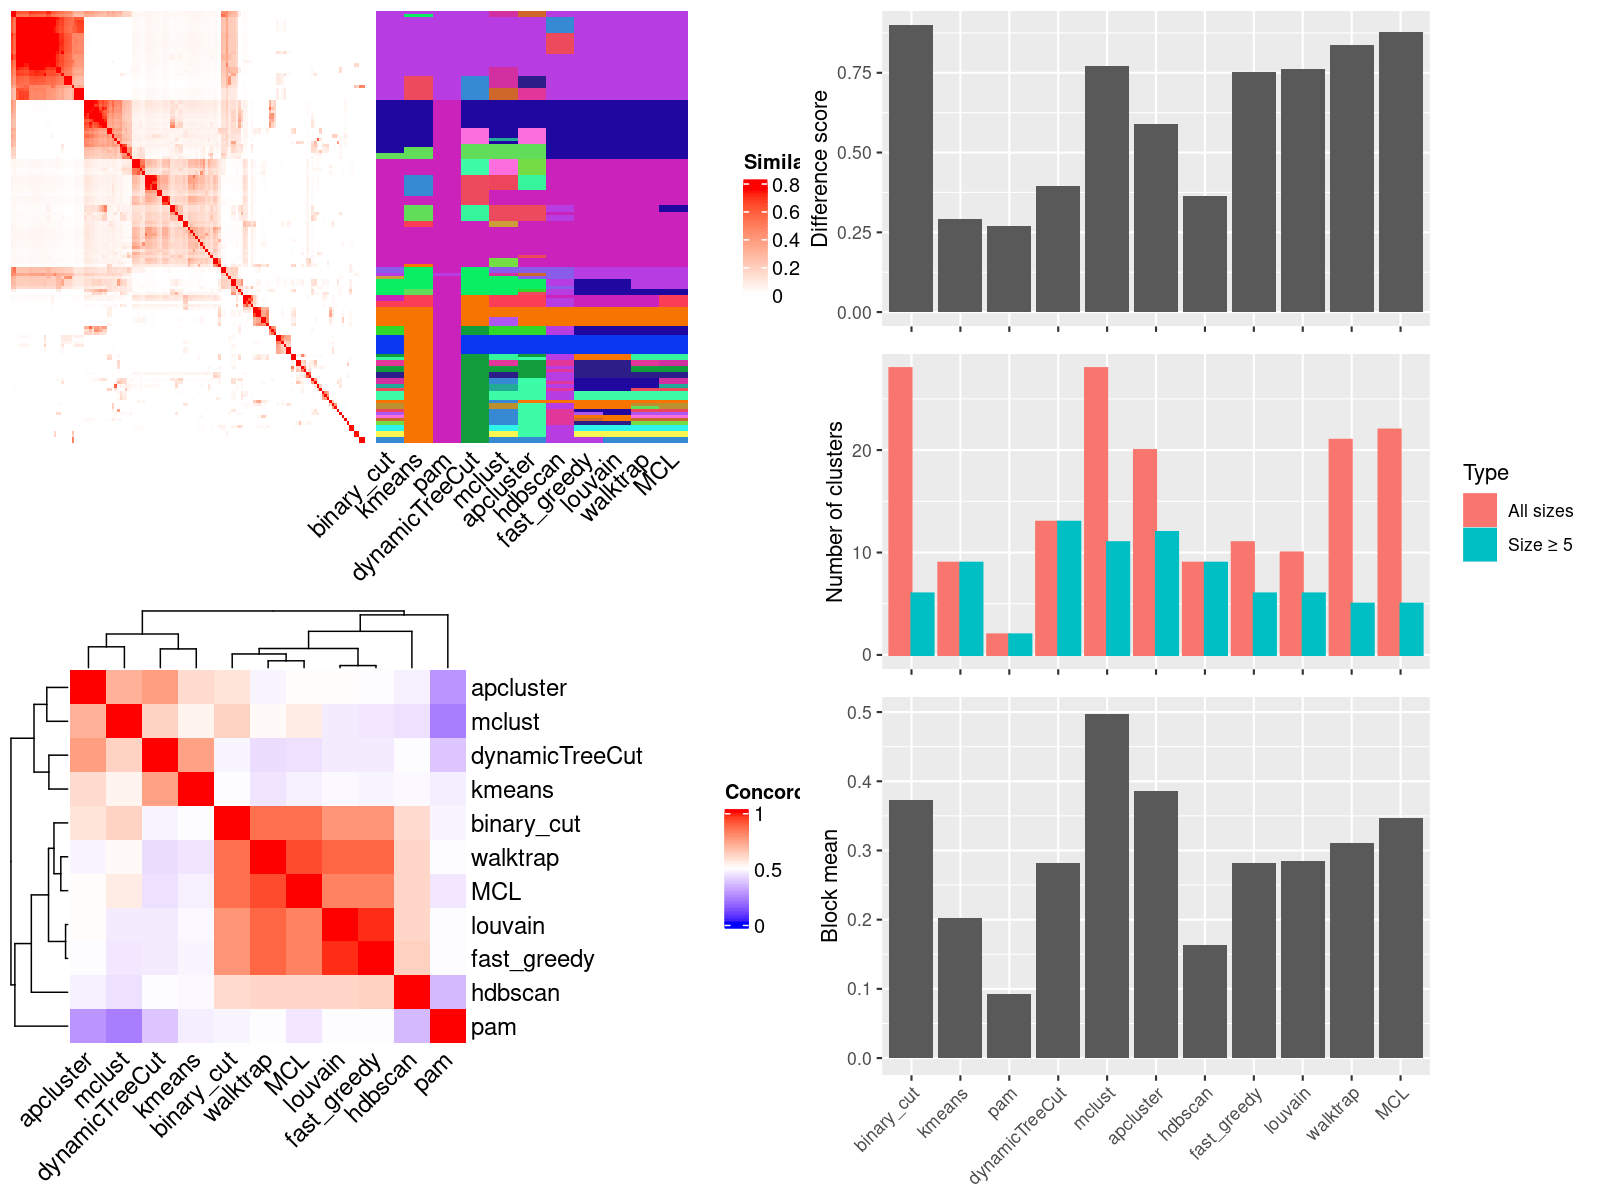 Simila
0.8
0.6
0.4
0.2
0
binary_cut
kmeans
pam
dynamicTreeCut
mclust
apcluster
hdbscan
fast_greedy
louvain
walktrap
MCL
apcluster
mclust
dynamicTreeCut
kmeans
binary_cut
walktrap
MCL
louvain
fast_greedy
hdbscan
pam
apcluster
mclust
dynamicTreeCut
kmeans
binary_cut
walktrap
MCL
louvain
fast_greedy
hdbscan
pam
Concord
1
0.5
0
Difference score
0.75
0.50
0.25
0.00
Number of clusters
20
10
0
Type
All sizes
Size ≥ 5
Block mean
0.5
0.4
0.3
0.2
0.1
0.0
binary_cut
kmeans
pam
dynamicTreeCut
mclust
apcluster
hdbscan
fast_greedy
louvain
walktrap
MCL